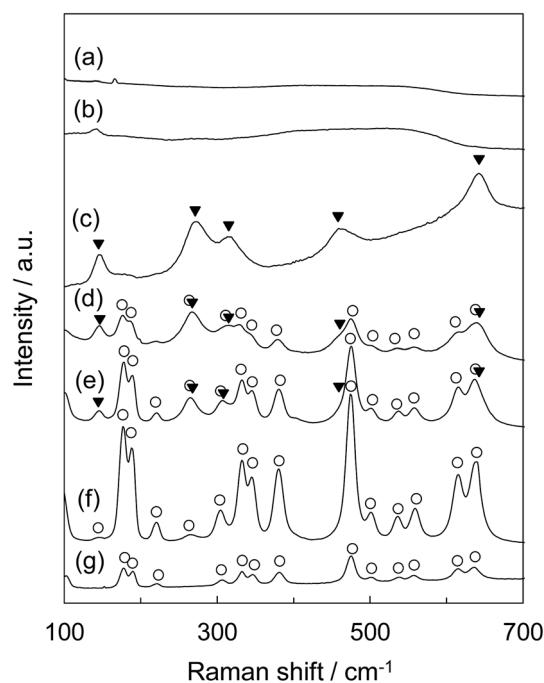 (a)
(b)
(c)
(d)
(e)
(f)
(g)
Intensity / a.u.
100 300 500 700
Raman shift / cm⁻¹